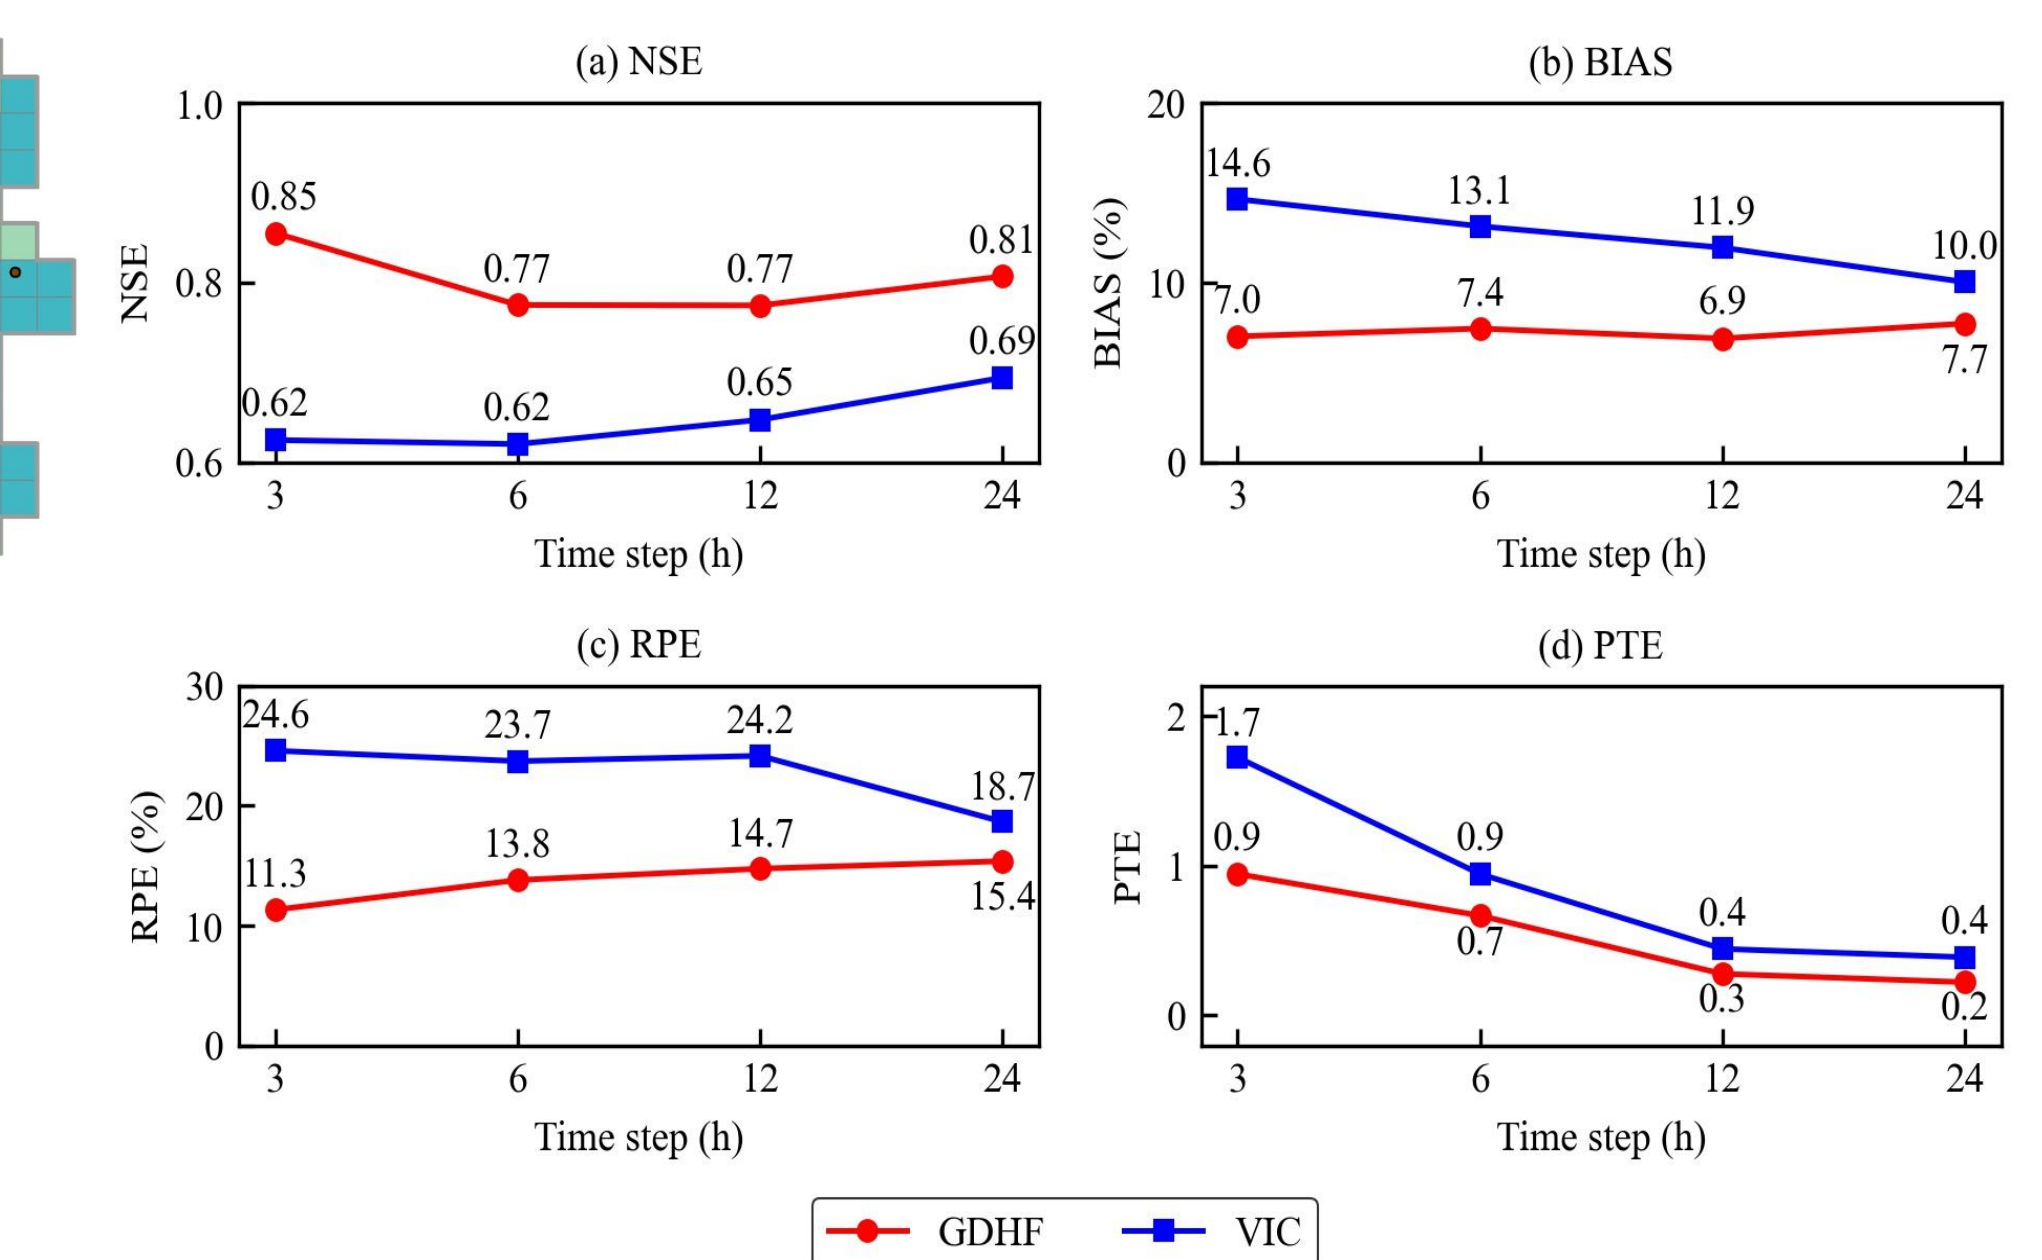 (a) NSE
NSE
1.0
0.8
0.6
0.85
0.77
0.77
0.81
0.62
0.62
0.65
0.69
3 6 12 24
Time step (h)
(b) BIAS
BIAS (%)
20
10
0
14.6
13.1
11.9
10.0
7.0
7.4
6.9
7.7
3 6 12 24
Time step (h)
(c) RPE
RPE (%)
30
20
10
0
24.6
23.7
24.2
18.7
11.3
13.8
14.7
15.4
3 6 12 24
Time step (h)
(d) PTE
PTE
2
1
0
1.7
0.9
0.4
0.4
0.9
0.7
0.3
0.2
3 6 12 24
Time step (h)
GDHF VIC